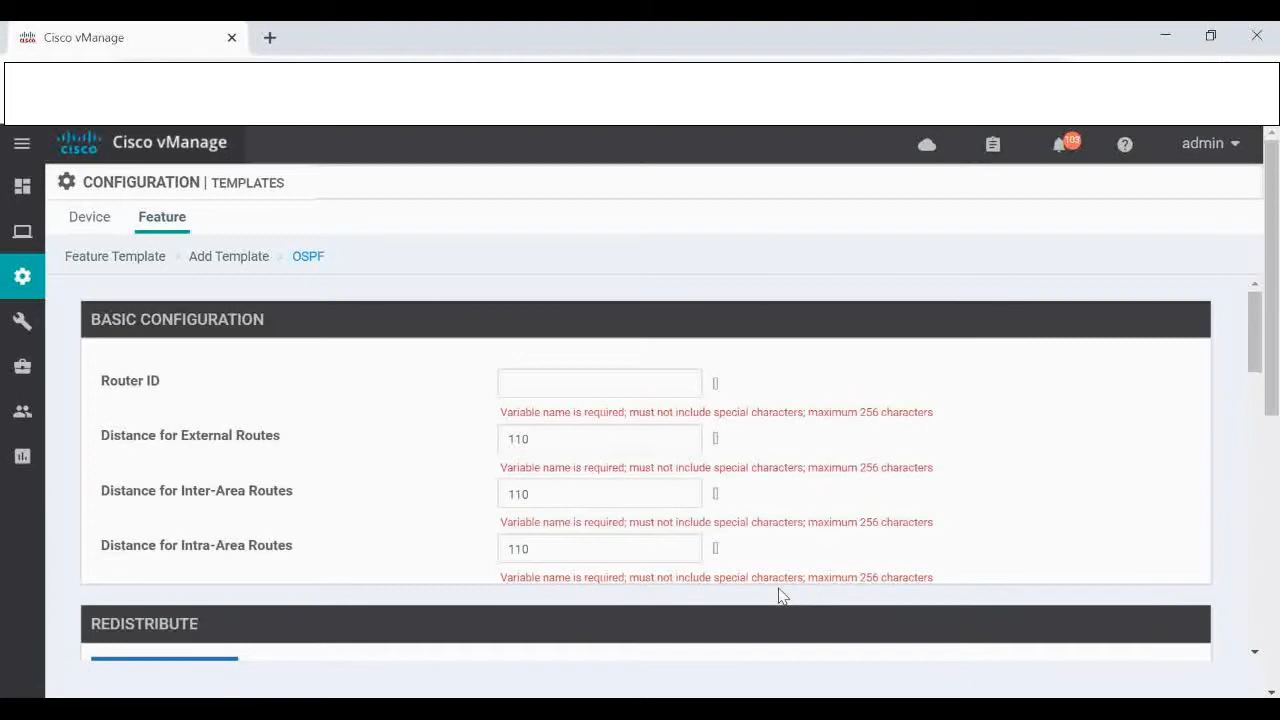 Cisco vManage
cisco Cisco vManage
103
admin
CONFIGURATION | TEMPLATES
Device Feature
Feature Template Add Template OSPF
BASIC CONFIGURATION
Router ID
Variable name is required; must not include special characters; maximum 256 characters
Distance for External Routes 110
Variable name is required; must not include special characters; maximum 256 characters
Distance for Inter-Area Routes 110
Variable name is required; must not include special characters; maximum 256 characters
Distance for Intra-Area Routes 110
Variable name is required; must not include special characters; maximum 256 characters
REDISTRIBUTE